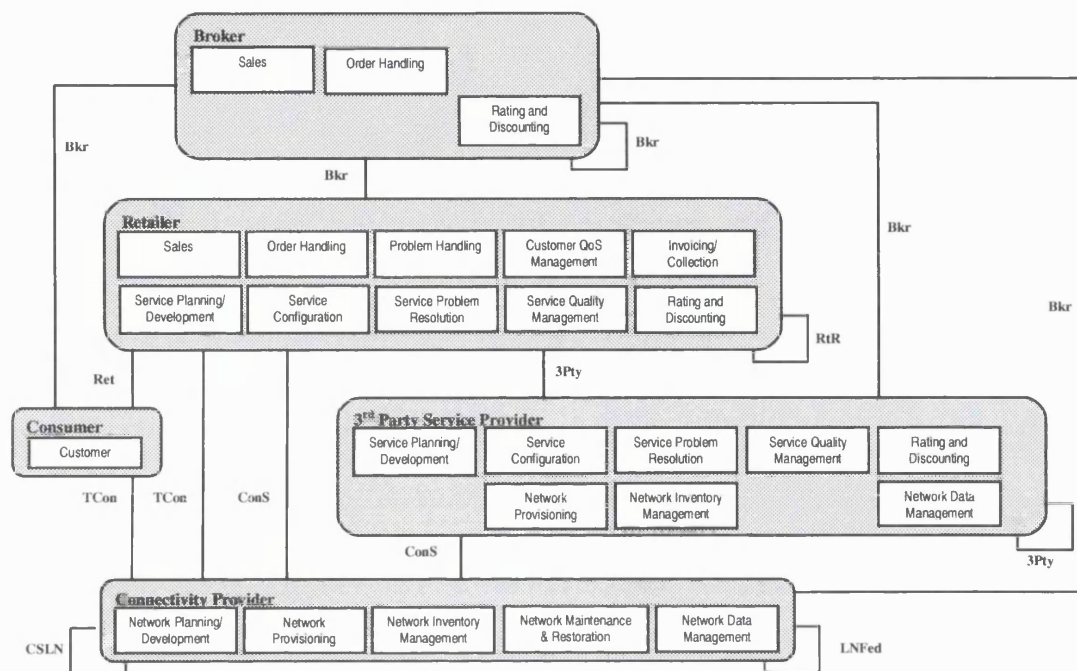 Broker
Sales
Order Handling
Rating and
Discounting
Bkr
Bkr
Bkr
Bkr
Bkr
Retailer
Sales
Order Handling
Problem Handling
Customer QoS
Management
Invoicing/
Collection
Service Planning/
Development
Service
Configuration
Service Problem
Resolution
Service Quality
Management
Rating and
Discounting
RtR
Ret
3Pty
Consumer
Customer
3rd Party Service Provider
Service Planning/
Development
Service
Configuration
Service Problem
Resolution
Service Quality
Management
Rating and
Discounting
Network
Provisioning
Network Inventory
Management
Network Data
Management
TCon
TCon
ConS
ConS
3Pty
Connectivity Provider
Network Planning/
Development
Network
Provisioning
Network Inventory
Management
Network Maintenance
& Restoration
Network Data
Management
CSLN
LNFed